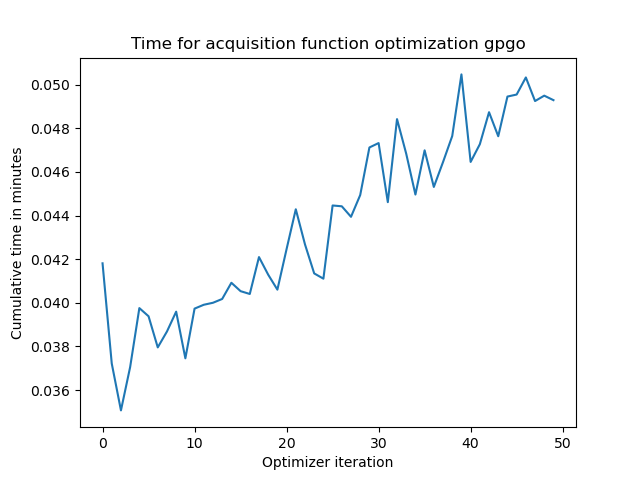 Time for acquisition function optimization gpgo
0.050
0.048
0.046
0.044
0.042
0.040
0.038
0.036
Cumulative time in minutes
0 10 20 30 40 50
Optimizer iteration